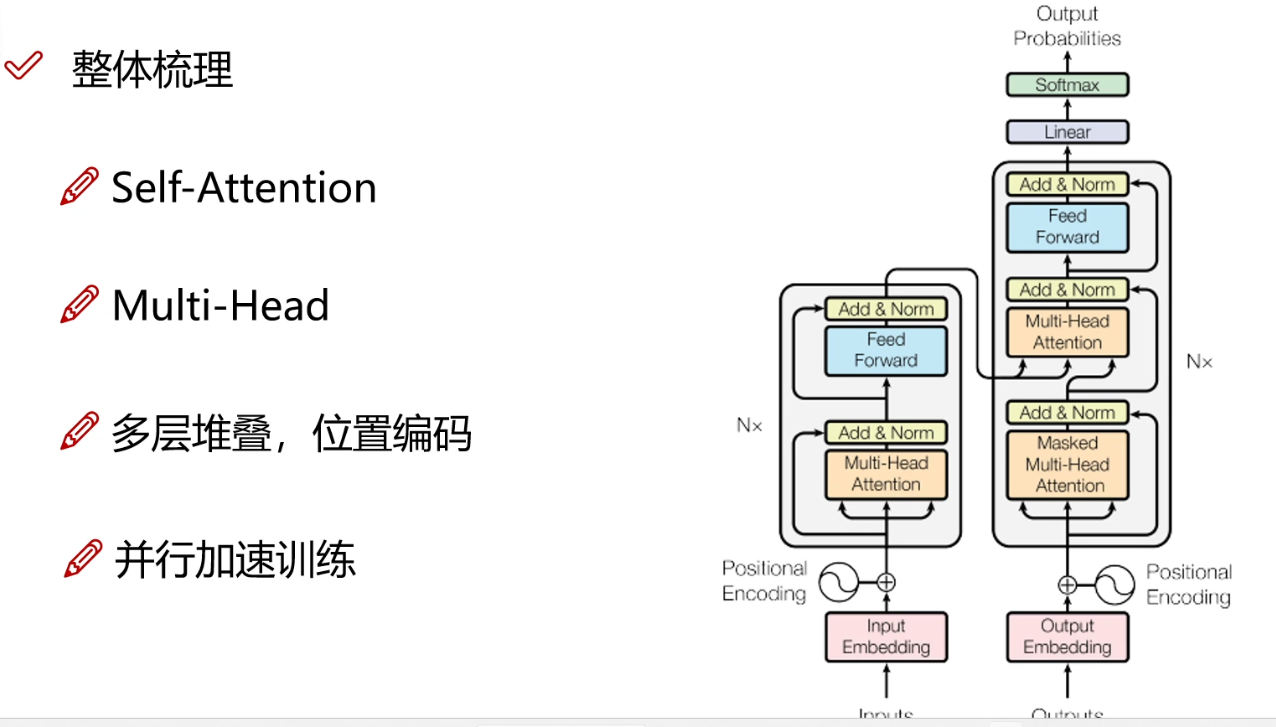 整体梳理
Self-Attention
Multi-Head
多层堆叠，位置编码
并行加速训练
Output
Probabilities
Softmax
Linear
Add & Norm
Feed
Forward
Add & Norm
Multi-Head
Attention
Add & Norm
Masked
Multi-Head
Attention
N×
Positional
Encoding
Output
Embedding
Outputs
Add & Norm
Feed
Forward
Add & Norm
Multi-Head
Attention
N×
Positional
Encoding
Input
Embedding
Inputs